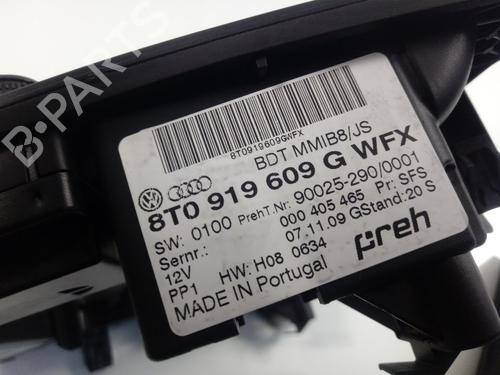 B-PARTS
8T0919609GWFX
BDT MMIB8/JS
8T0 919 609 G WFX
SW: 0100 PrehT.Nr: 90025-290/0001
Sernr.: 000 405 465 Pr: SFS
12V 07.11.09 GStand: 20 S
PP1 HW: H08 0634
MADE IN Portugal
preh